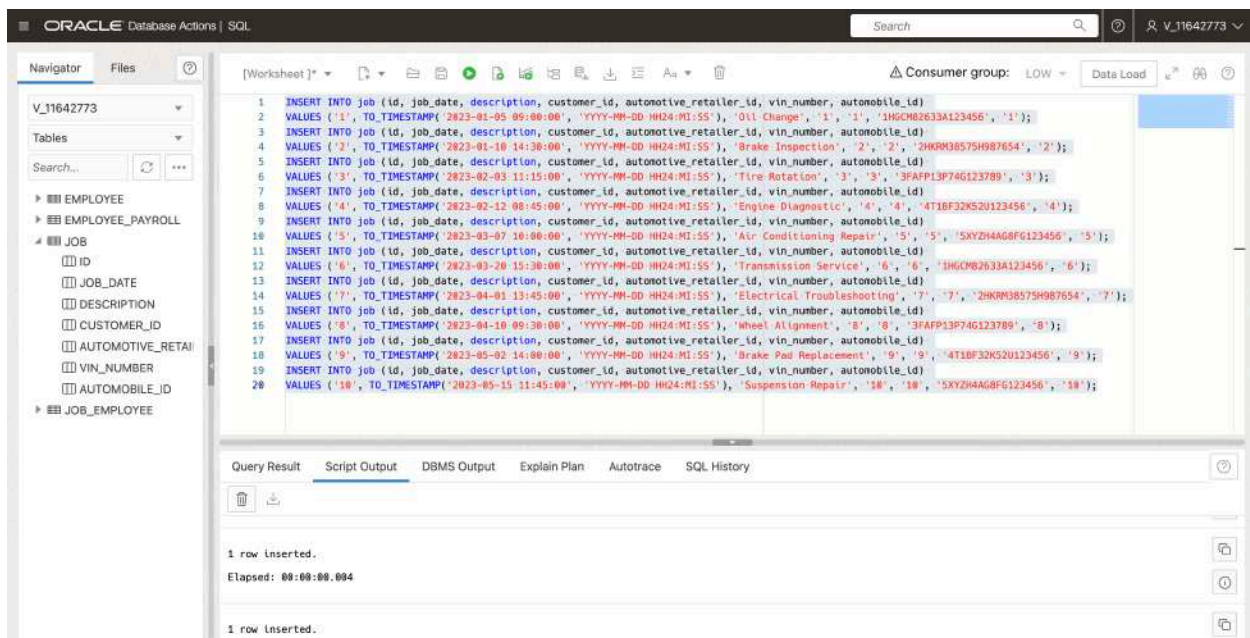 ORACLE Database Actions | SQL
Search
V_11642773
Navigator Files
[Worksheet]*
Aa
Consumer group: LOW
Data Load
V_11642773
Tables
Search...
EMPLOYEE
EMPLOYEE_PAYROLL
JOB
ID
JOB_DATE
DESCRIPTION
CUSTOMER_ID
AUTOMOTIVE_RETAI
VIN_NUMBER
AUTOMOBILE_ID
JOB_EMPLOYEE
1 INSERT INTO job (id, job_date, description, customer_id, automotive_retailer_id, vin_number, automobile_id)
2 VALUES ('1', TO_TIMESTAMP('2023-01-05 09:00:00', 'YYYY-MM-DD HH24:MI:SS'), 'Oil Change', '1', '1', '1HGCM82633A123456', '1');
3 INSERT INTO job (id, job_date, description, customer_id, automotive_retailer_id, vin_number, automobile_id)
4 VALUES ('2', TO_TIMESTAMP('2023-01-10 14:30:00', 'YYYY-MM-DD HH24:MI:SS'), 'Brake Inspection', '2', '2', '2HKRM38575H987654', '2');
5 INSERT INTO job (id, job_date, description, customer_id, automotive_retailer_id, vin_number, automobile_id)
6 VALUES ('3', TO_TIMESTAMP('2023-02-03 11:15:00', 'YYYY-MM-DD HH24:MI:SS'), 'Tire Rotation', '3', '3', '3FAFP13P74G123789', '3');
7 INSERT INTO job (id, job_date, description, customer_id, automotive_retailer_id, vin_number, automobile_id)
8 VALUES ('4', TO_TIMESTAMP('2023-02-12 08:45:00', 'YYYY-MM-DD HH24:MI:SS'), 'Engine Diagnostic', '4', '4', '4T1BF32K52U123456', '4');
9 INSERT INTO job (id, job_date, description, customer_id, automotive_retailer_id, vin_number, automobile_id)
10 VALUES ('5', TO_TIMESTAMP('2023-03-07 10:00:00', 'YYYY-MM-DD HH24:MI:SS'), 'Air Conditioning Repair', '5', '5', '5XYZH4AG8FG123456', '5');
11 INSERT INTO job (id, job_date, description, customer_id, automotive_retailer_id, vin_number, automobile_id)
12 VALUES ('6', TO_TIMESTAMP('2023-03-20 15:30:00', 'YYYY-MM-DD HH24:MI:SS'), 'Transmission Service', '6', '6', '1HGCM82633A123456', '6');
13 INSERT INTO job (id, job_date, description, customer_id, automotive_retailer_id, vin_number, automobile_id)
14 VALUES ('7', TO_TIMESTAMP('2023-04-01 13:45:00', 'YYYY-MM-DD HH24:MI:SS'), 'Electrical Troubleshooting', '7', '7', '2HKRM38575H987654', '7');
15 INSERT INTO job (id, job_date, description, customer_id, automotive_retailer_id, vin_number, automobile_id)
16 VALUES ('8', TO_TIMESTAMP('2023-04-10 09:30:00', 'YYYY-MM-DD HH24:MI:SS'), 'Wheel Alignment', '8', '8', '3FAFP13P74G123789', '8');
17 INSERT INTO job (id, job_date, description, customer_id, automotive_retailer_id, vin_number, automobile_id)
18 VALUES ('9', TO_TIMESTAMP('2023-05-02 14:00:00', 'YYYY-MM-DD HH24:MI:SS'), 'Brake Pad Replacement', '9', '9', '4T1BF32K52U123456', '9');
19 INSERT INTO job (id, job_date, description, customer_id, automotive_retailer_id, vin_number, automobile_id)
20 VALUES ('10', TO_TIMESTAMP('2023-05-15 11:45:00', 'YYYY-MM-DD HH24:MI:SS'), 'Suspension Repair', '10', '10', '5XYZH4AG8FG123456', '10');
Query Result Script Output DBMS Output Explain Plan Autotrace SQL History
1 row inserted.
Elapsed: 00:00:00.004
1 row inserted.